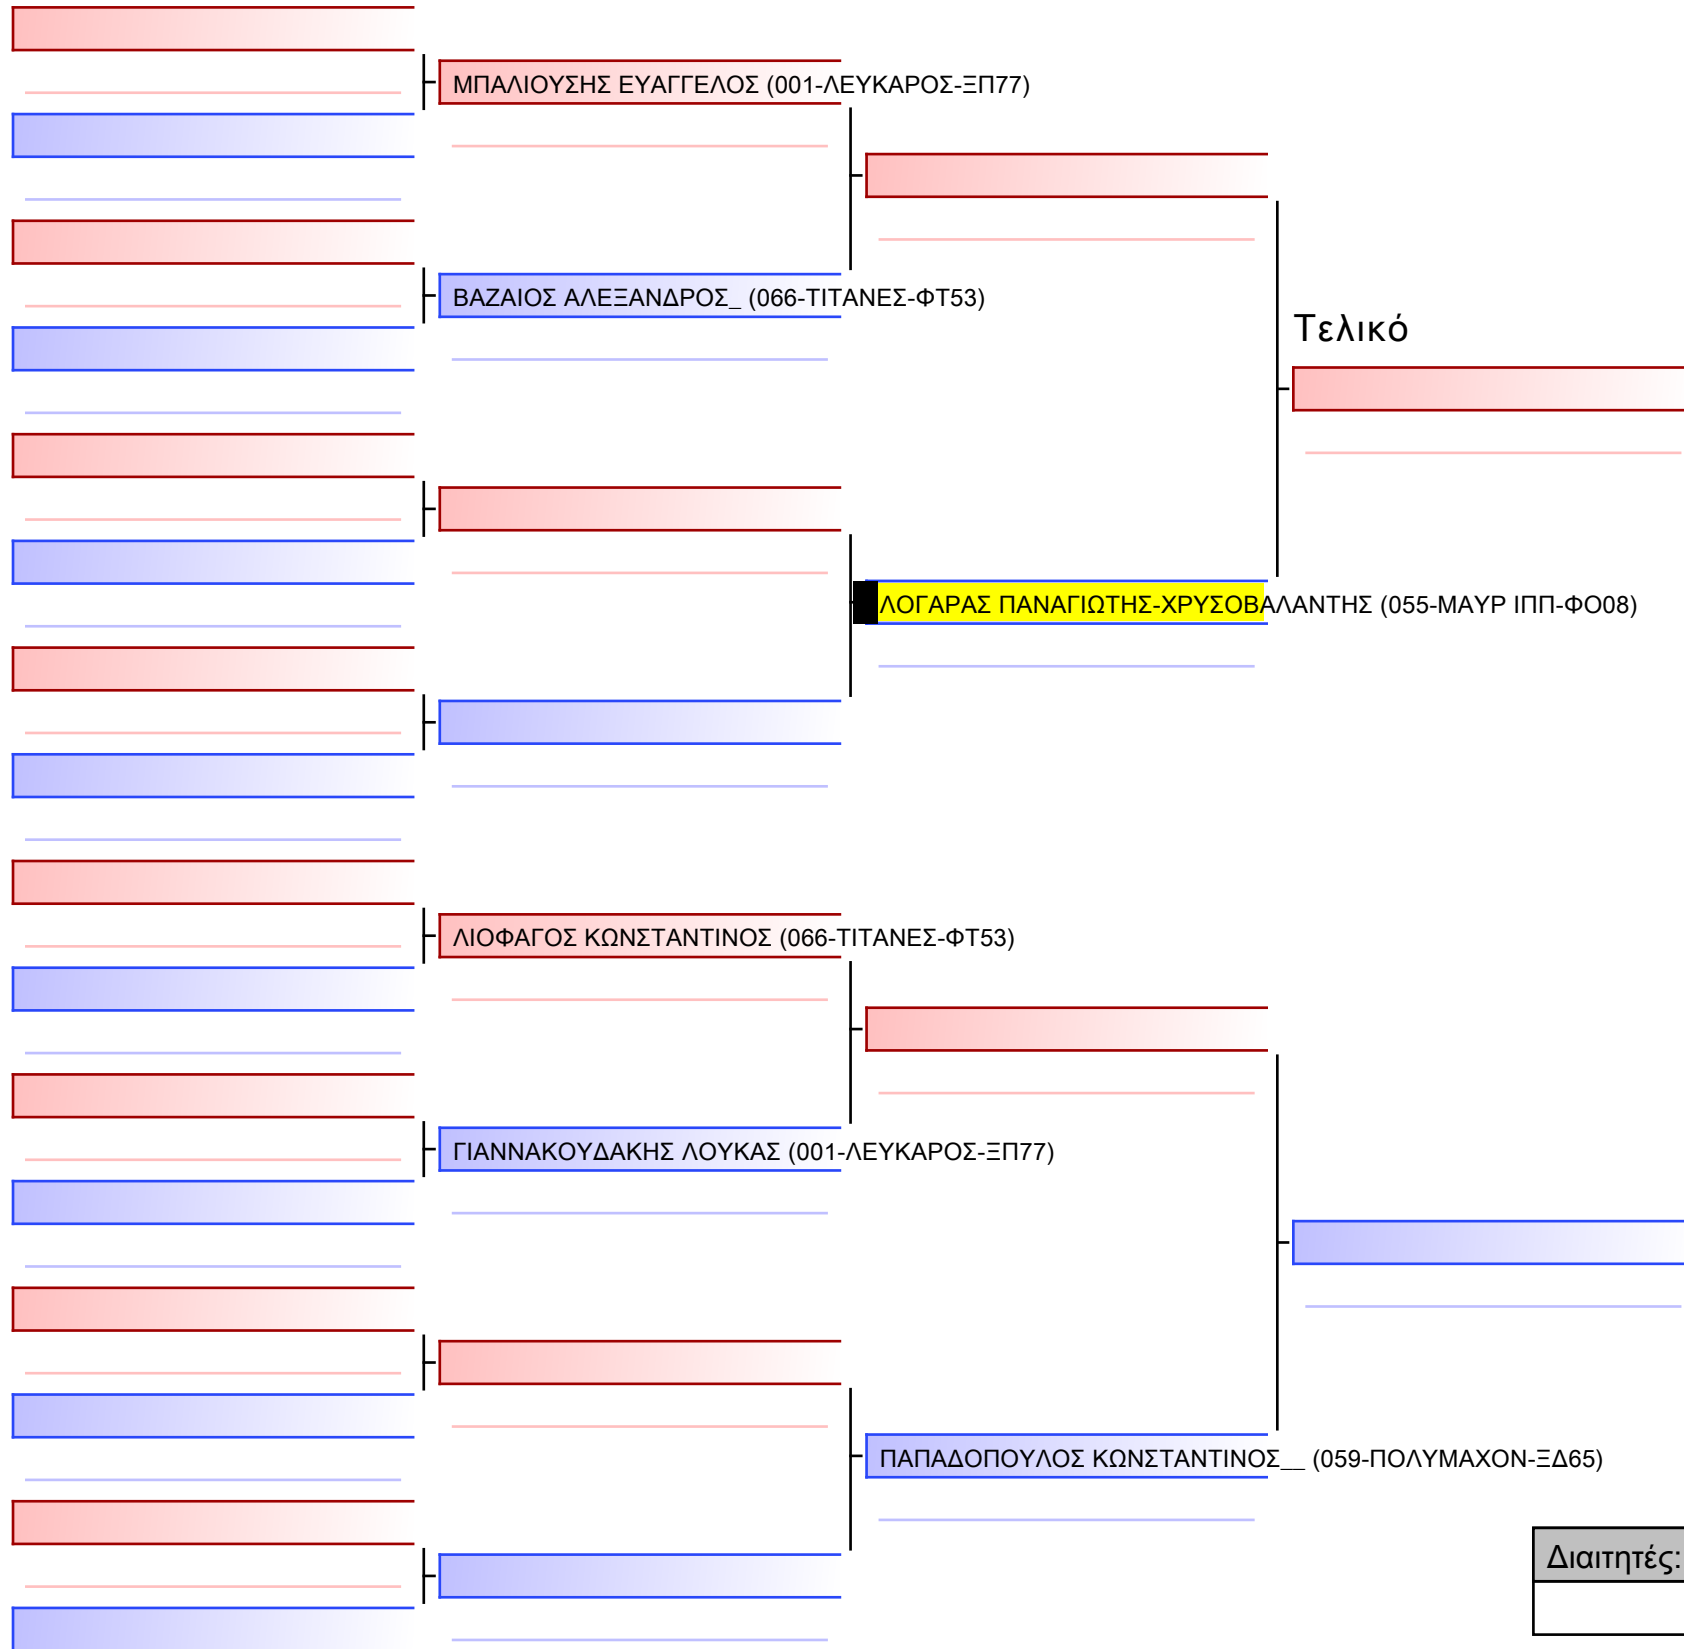 ΜΠΑΛΙΟΥΣΗΣ ΕΥΑΓΓΕΛΟΣ (001-ΛΕΥΚΑΡΟΣ-ΞΠ77)
ΒΑΖΑΙΟΣ ΑΛΕΞΑΝΔΡΟΣ_ (066-ΤΙΤΑΝΕΣ-ΦΤ53)
Τελικό
ΛΟΓΑΡΑΣ ΠΑΝΑΓΙΩΤΗΣ-ΧΡΥΣΟΒΑΛΑΝΤΗΣ (055-ΜΑΥΡ ΙΠΠ-ΦΟ08)
ΛΙΟΦΑΓΟΣ ΚΩΝΣΤΑΝΤΙΝΟΣ (066-ΤΙΤΑΝΕΣ-ΦΤ53)
ΓΙΑΝΝΑΚΟΥΔΑΚΗΣ ΛΟΥΚΑΣ (001-ΛΕΥΚΑΡΟΣ-ΞΠ77)
ΠΑΠΑΔΟΠΟΥΛΟΣ ΚΩΝΣΤΑΝΤΙΝΟΣ__ (059-ΠΟΛΥΜΑΧΟΝ-ΞΔ65)
Διαιτητές: